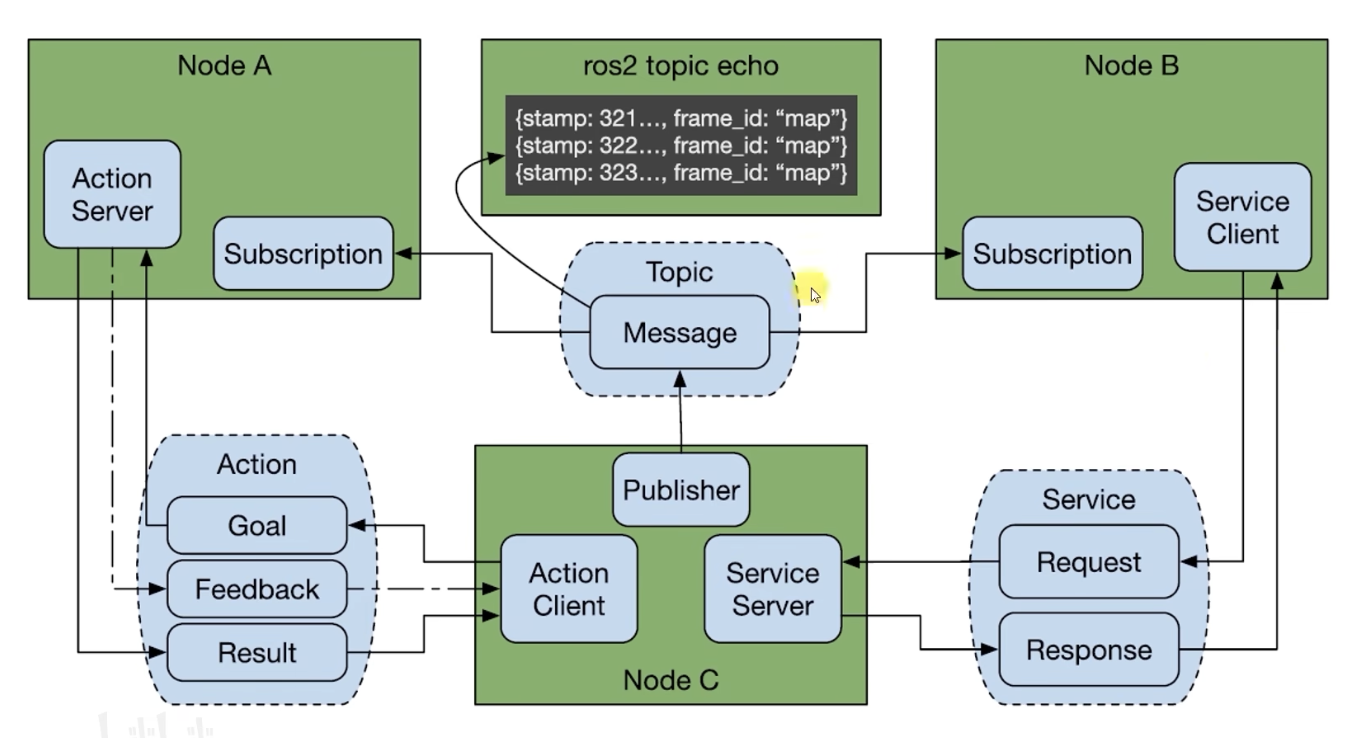 Node A
Action
Server
Subscription
ros2 topic echo
{stamp: 321…, frame_id: “map”}
{stamp: 322…, frame_id: “map”}
{stamp: 323…, frame_id: “map”}
Node B
Service
Client
Subscription
Topic
Message
Action
Goal
Feedback
Result
Publisher
Action
Client
Service
Server
Node C
Service
Request
Response